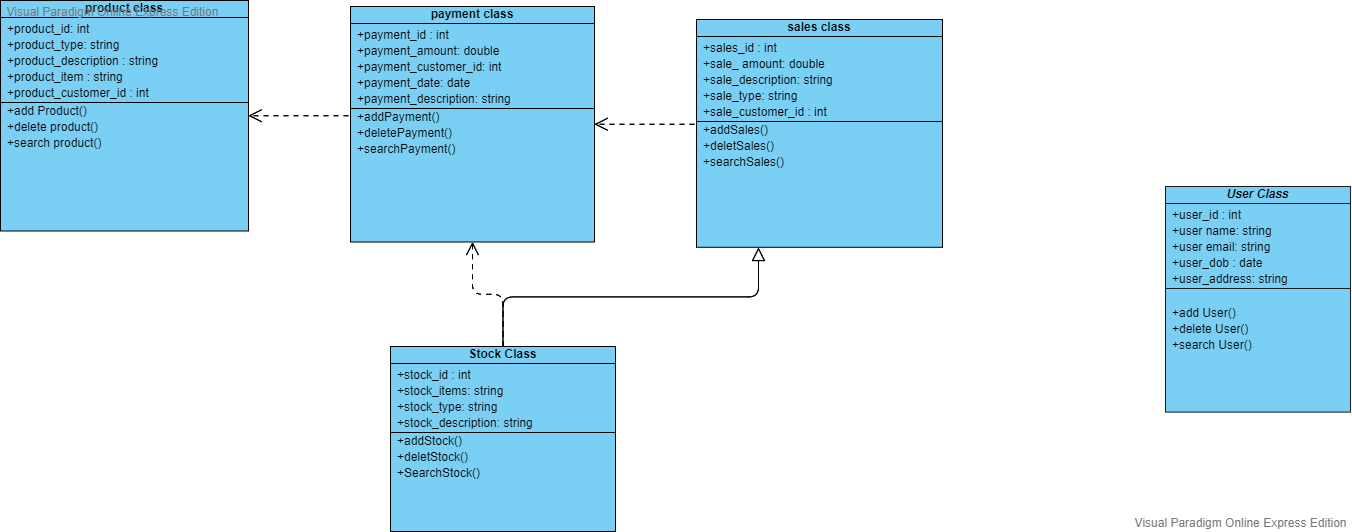 Visual Paradigm Online Express Edition
product class
+product_id: int
+product_type: string
+product_description : string
+product_item : string
+product_customer_id : int
+add Product()
+delete product()
+search product()
payment class
+payment_id : int
+payment_amount: double
+payment_customer_id: int
+payment_date: date
+payment_description: string
+addPayment()
+deletePayment()
+searchPayment()
sales class
+sales_id : int
+sale_ amount: double
+sale_description: string
+sale_type: string
+sale_customer_id : int
+addSales()
+deletSales()
+searchSales()
User Class
+user_id : int
+user name: string
+user email: string
+user_dob : date
+user_address: string
+add User()
+delete User()
+search User()
Stock Class
+stock_id : int
+stock_items: string
+stock_type: string
+stock_description: string
+addStock()
+deletStock()
+SearchStock()
Visual Paradigm Online Express Edition